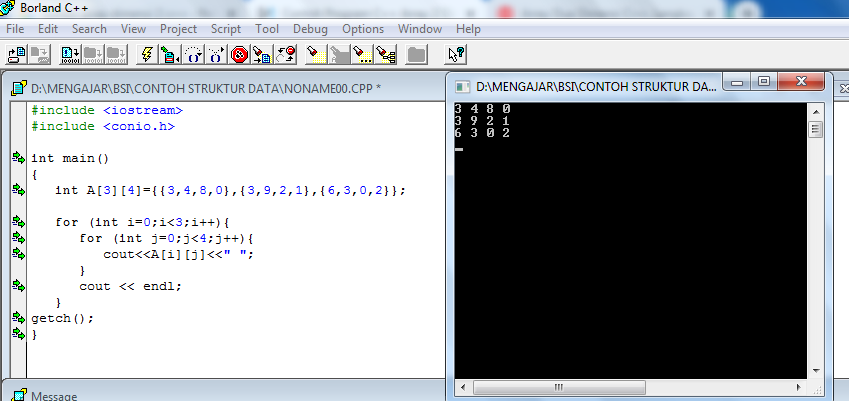 Borland C++
File Edit Search View Project Script Tool Debug Options Window Help
D:\MENGAJAR\BSI\CONTOH STRUKTUR DATA\NONAME00.CPP *
#include <iostream>
#include <conio.h>
int main()
{
int A[3][4]={{3,4,8,0},{3,9,2,1},{6,3,0,2}};
for (int i=0;i<3;i++){
for (int j=0;j<4;j++){
cout<<A[i][j]<<" ";
}
cout << endl;
}
getch();
}
Message
D:\MENGAJAR\BSI\CONTOH STRUKTUR DA...
3 4 8 0
3 9 2 1
6 3 0 2